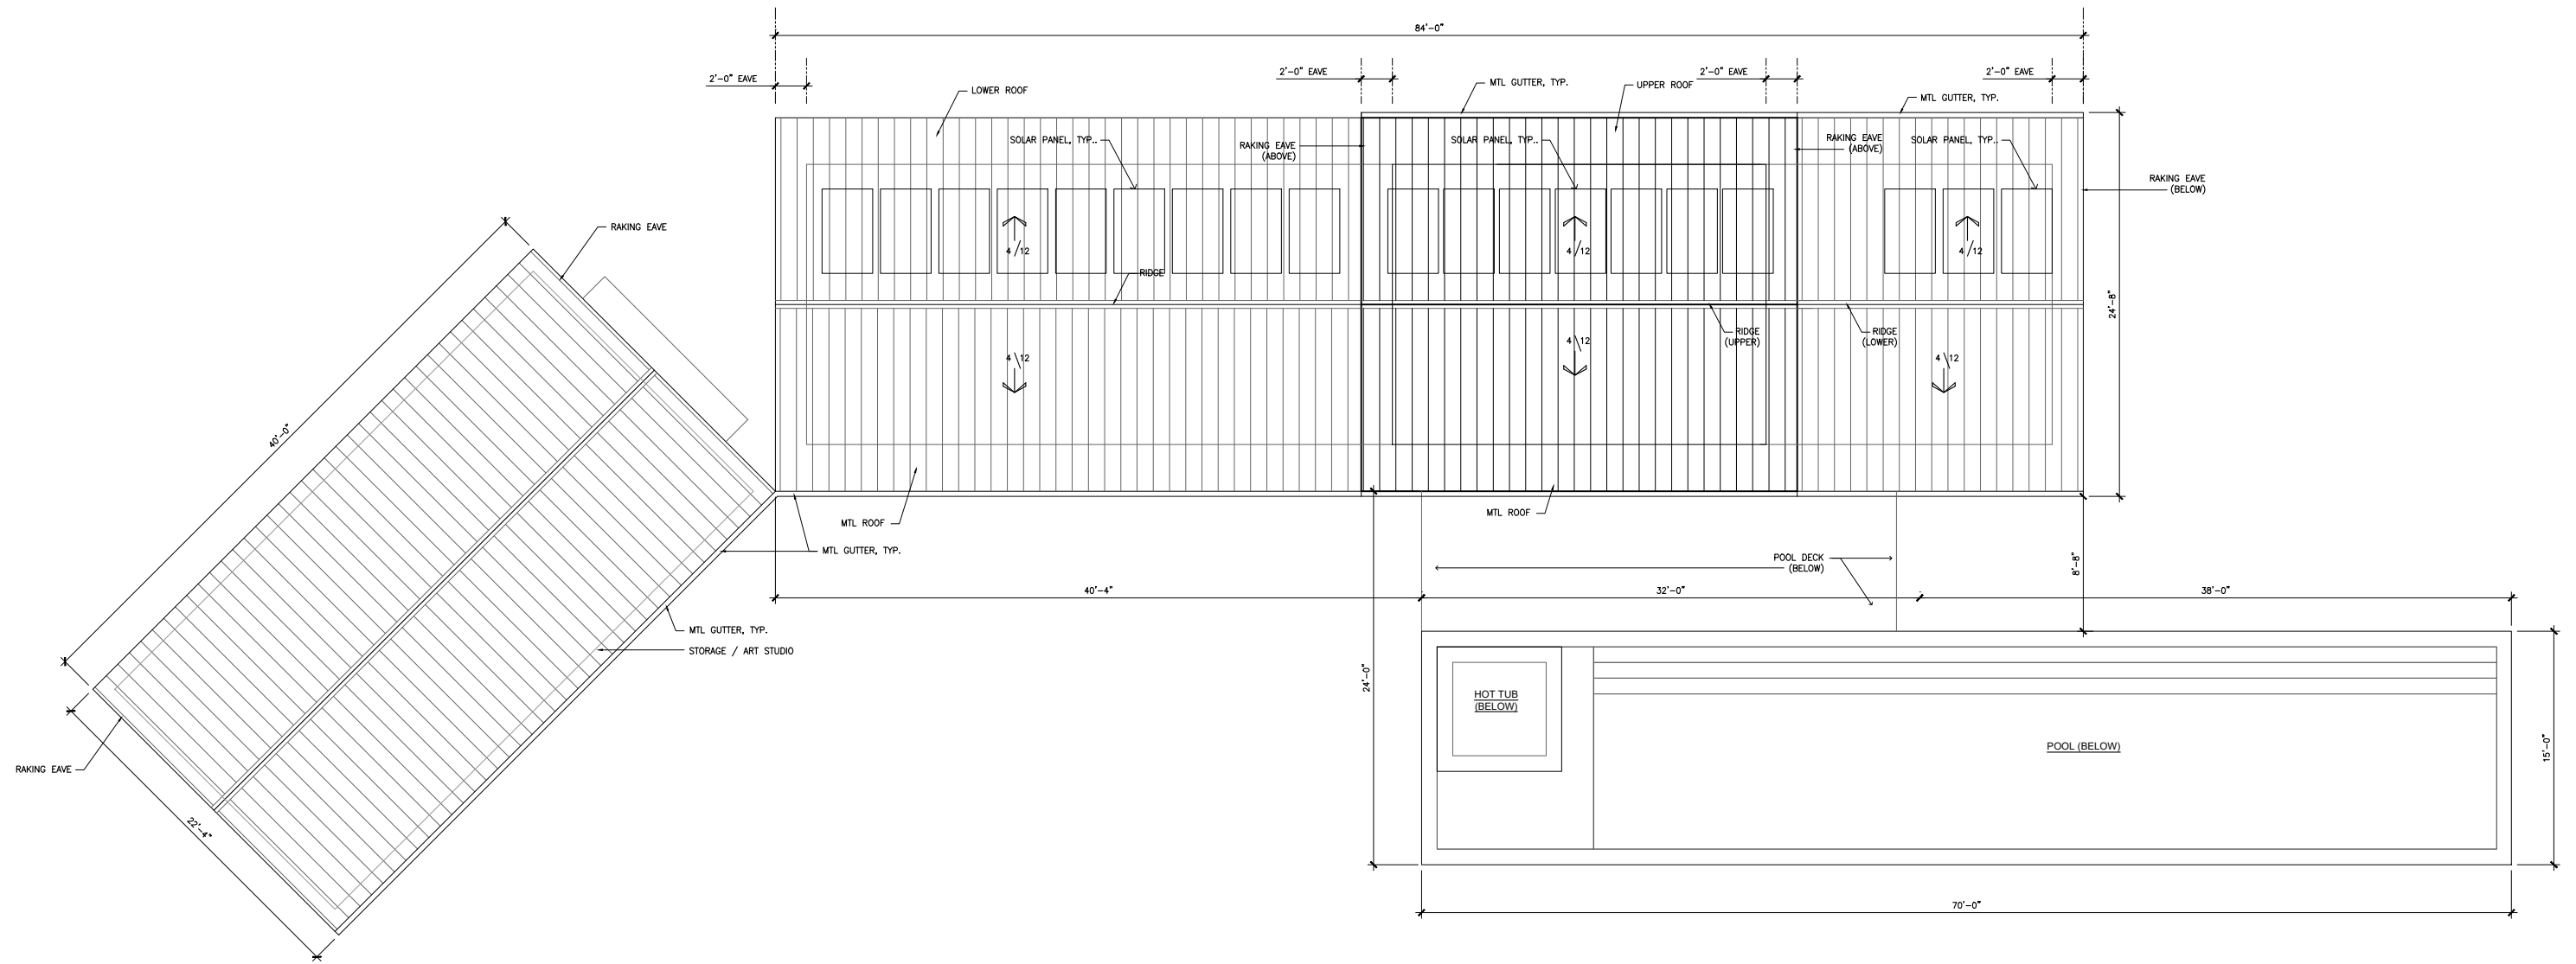 84'-0"
2'-0" EAVE
2'-0" EAVE
2'-0" EAVE
2'-0" EAVE
LOWER ROOF
MTL GUTTER, TYP.
UPPER ROOF
MTL GUTTER, TYP.
SOLAR PANEL, TYP..
RAKING EAVE
(ABOVE)
SOLAR PANEL, TYP..
RAKING EAVE
(ABOVE)
SOLAR PANEL, TYP..
RAKING EAVE
(BELOW)
RAKING EAVE
4 / 12
4 / 12
4 / 12
RIDGE
24'-8"
RIDGE
(UPPER)
RIDGE
(LOWER)
4 \ 12
4 \ 12
4 \ 12
40'-0"
MTL ROOF
MTL ROOF
MTL GUTTER, TYP.
POOL DECK
(BELOW)
8'-8"
40'-4"
32'-0"
38'-0"
MTL GUTTER, TYP.
STORAGE / ART STUDIO
24'-0"
HOT TUB
(BELOW)
POOL (BELOW)
15'-0"
RAKING EAVE
22'-4"
70'-0"